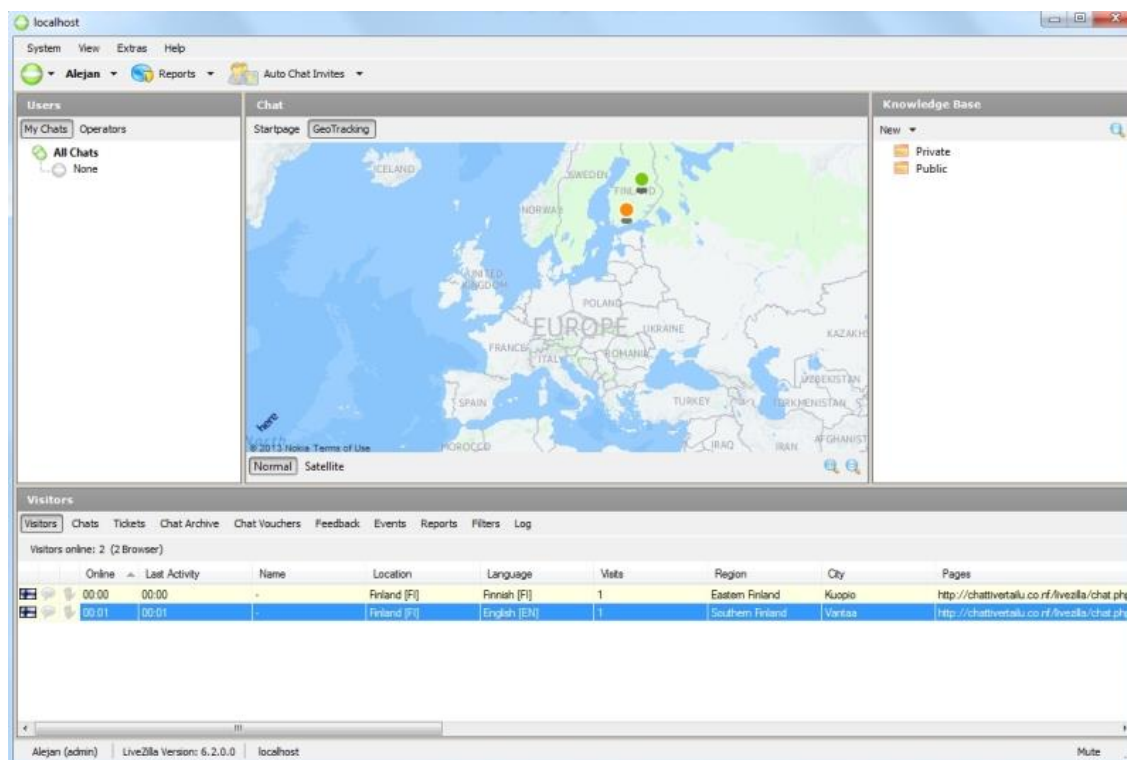 localhost
System View Extras Help
Alejan Reports Auto Chat Invites
Users
My Chats Operators
All Chats
None
Chat
Startpage GeoTracking
ICELAND
SWEDEN
FINLAND
NORWAY
UNITED
KINGDOM
POLAND
EUROPE
UKRAINE
KAZAKHS
FRANCE
ITALY
ROMANIA
UZBEKISTAN
SPAIN
TURKEY
TURKMENISTAN
MOROCCO
IRAQ
IRAN
AFGHANIST
here
North
© 2013 Nokia Terms of Use
Normal Satellite
Knowledge Base
New
Private
Public
Visitors
Visitors Chats Tickets Chat Archive Chat Vouchers Feedback Events Reports Filters Log
Visitors online: 2 (2 Browser)
Online Last Activity Name Location Language Visits Region City Pages
00:00 00:00 - Finland [FI] Finnish [FI] 1 Eastern Finland Kuopio http://chattivertailu.co.nf/livezilla/chat.php
00:01 00:01 - Finland [FI] English [EN] 1 Southern Finland Vantaa http://chattivertailu.co.nf/livezilla/chat.php
Alejan (admin) LiveZilla Version: 6.2.0.0 localhost Mute